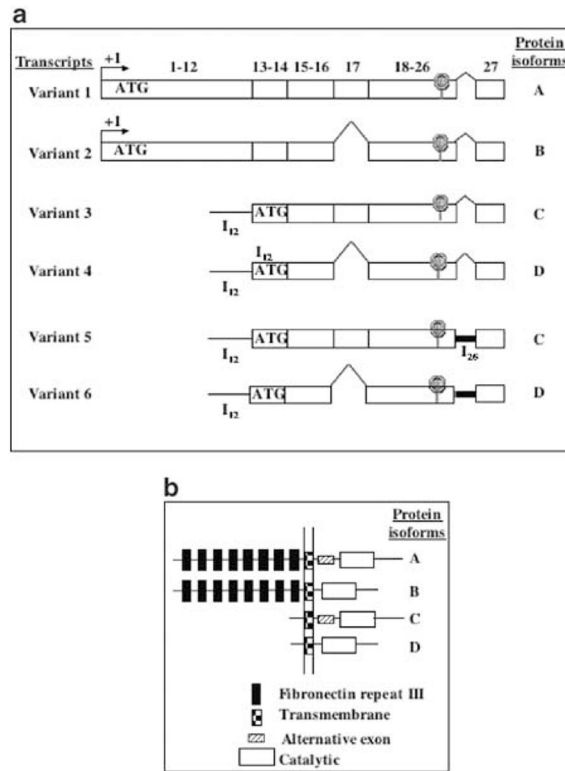 a
Transcripts +1 1-12 13-14 15-16 17 18-26 27 Protein isoforms
Variant 1 ATG A
+1
Variant 2 ATG B
Variant 3 I12 ATG C
I12
Variant 4 I12 ATG D
Variant 5 I12 ATG I26 C
Variant 6 I12 ATG D
b
Protein
isoforms
A
B
C
D
Fibronectin repeat III
Transmembrane
Alternative exon
Catalytic